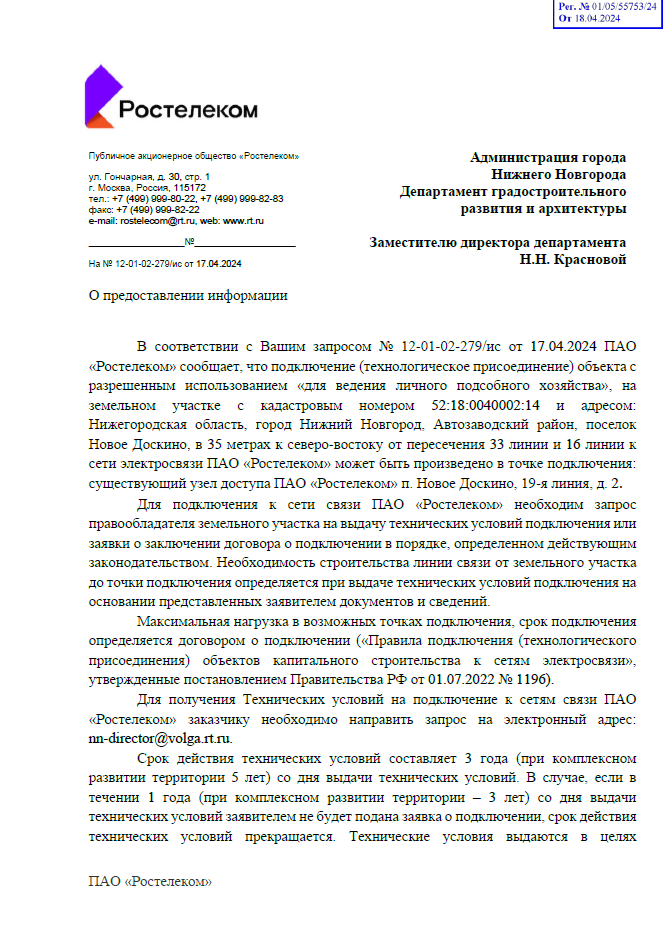 Рег. № 01/05/55753/24
От 18.04.2024
Ростелеком
Публичное акционерное общество «Ростелеком»
ул. Гончарная, д. 30, стр. 1
г. Москва, Россия, 115172
тел.: +7 (499) 999-80-22, +7 (499) 999-82-83
факс: +7 (499) 999-82-22
e-mail: rostelecom@rt.ru, web: www.rt.ru
___________________№____________________
На № 12-01-02-279/ис от 17.04.2024
Администрация города
Нижнего Новгорода
Департамент градостроительного
развития и архитектуры
Заместителю директора департамента
Н.Н. Красновой
О предоставлении информации
В соответствии с Вашим запросом № 12-01-02-279/ис от 17.04.2024 ПАО
«Ростелеком» сообщает, что подключение (технологическое присоединение) объекта с
разрешенным использованием «для ведения личного подсобного хозяйства», на
земельном участке с кадастровым номером 52:18:0040002:14 и адресом:
Нижегородская область, город Нижний Новгород, Автозаводский район, поселок
Новое Доскино, в 35 метрах к северо-востоку от пересечения 33 линии и 16 линии к
сети электросвязи ПАО «Ростелеком» может быть произведено в точке подключения:
существующий узел доступа ПАО «Ростелеком» п. Новое Доскино, 19-я линия, д. 2.
Для подключения к сети связи ПАО «Ростелеком» необходим запрос
правообладателя земельного участка на выдачу технических условий подключения или
заявки о заключении договора о подключении в порядке, определенном действующим
законодательством. Необходимость строительства линии связи от земельного участка
до точки подключения определяется при выдаче технических условий подключения на
основании представленных заявителем документов и сведений.
Максимальная нагрузка в возможных точках подключения, срок подключения
определяется договором о подключении («Правила подключения (технологического
присоединения) объектов капитального строительства к сетям электросвязи»,
утвержденные постановлением Правительства РФ от 01.07.2022 № 1196).
Для получения Технических условий на подключение к сетям связи ПАО
«Ростелеком» заказчику необходимо направить запрос на электронный адрес:
nn-director@volga.rt.ru.
Срок действия технических условий составляет 3 года (при комплексном
развитии территории 5 лет) со дня выдачи технических условий. В случае, если в
течении 1 года (при комплексном развитии территории – 3 лет) со дня выдачи
технических условий заявителем не будет подана заявка о подключении, срок действия
технических условий прекращается. Технические условия выдаются в целях
ПАО «Ростелеком»